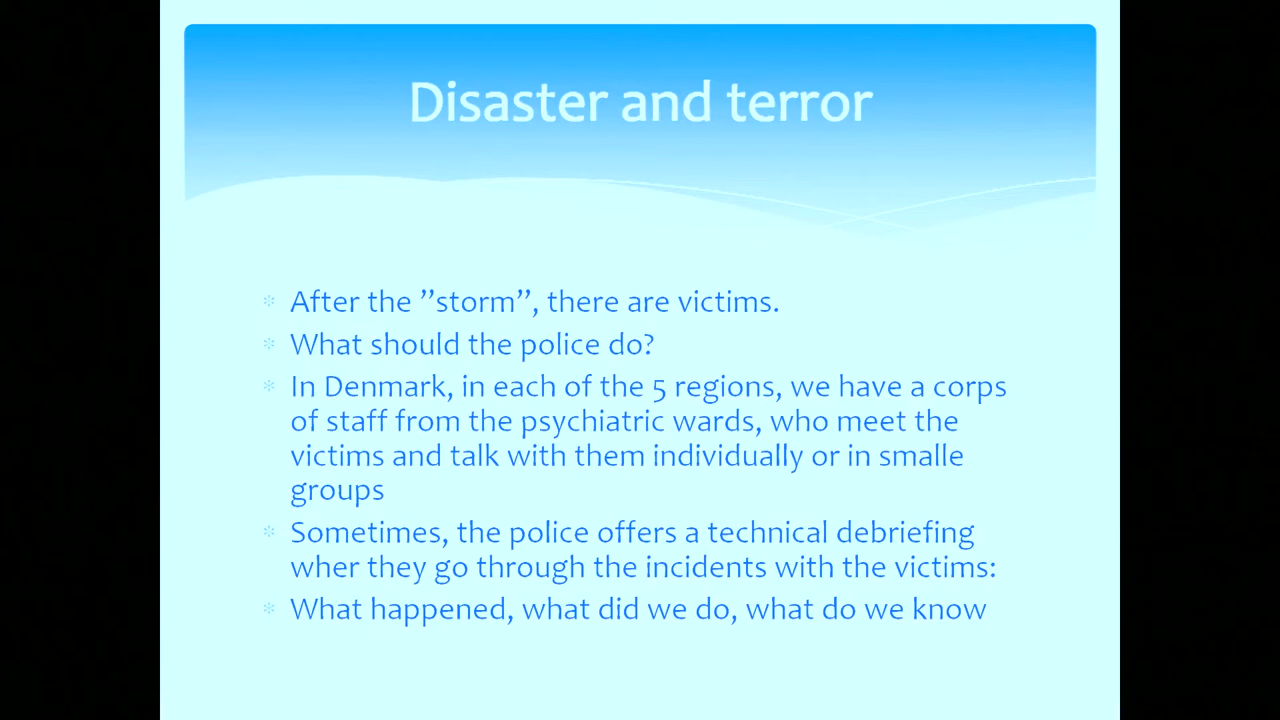 Disaster and terror
After the ”storm”, there are victims.
What should the police do?
In Denmark, in each of the 5 regions, we have a corps
of staff from the psychiatric wards, who meet the
victims and talk with them individually or in smalle
groups
Sometimes, the police offers a technical debriefing
wher they go through the incidents with the victims:
What happened, what did we do, what do we know